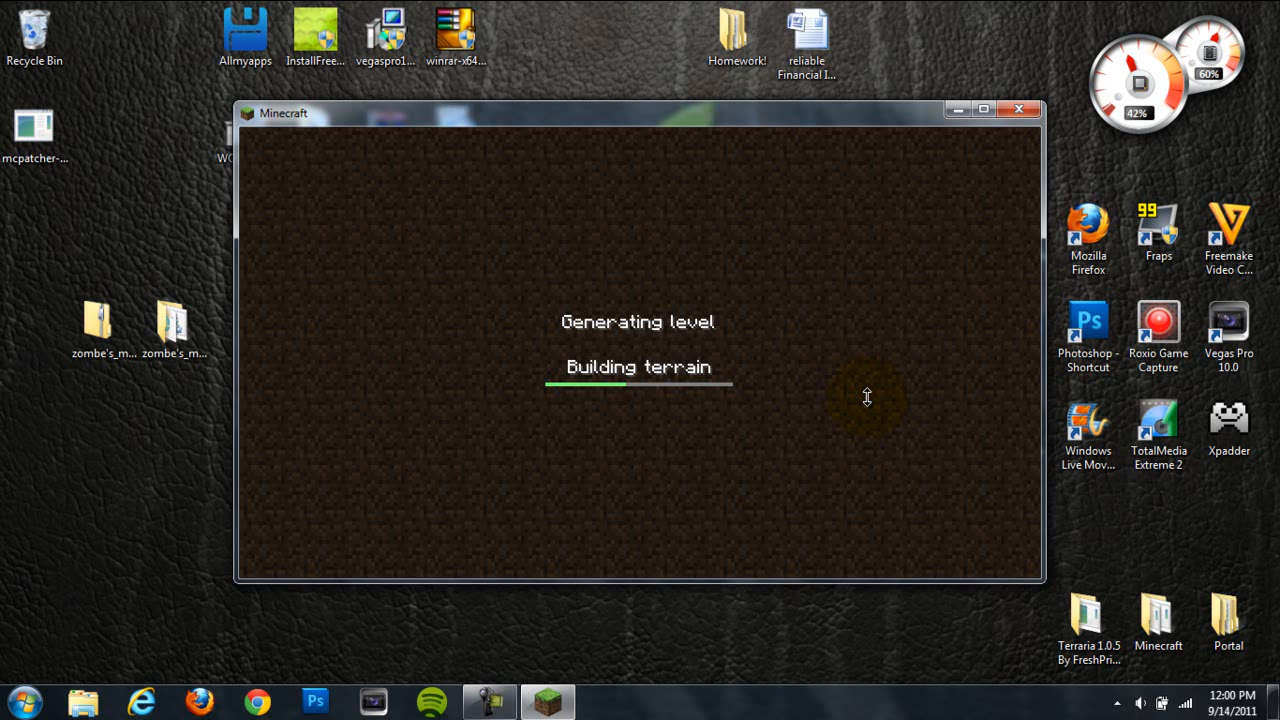 Recycle Bin
Allmyapps
InstallFree...
vegaspro1...
winrar-x64...
Homework!
reliable
Financial I...
60%
42%
mcpatcher-...
Minecraft
Generating level
Building terrain
zombe's_m...
zombe's_m...
Mozilla
Firefox
99
Fraps
Freemake
Video C...
Ps
Photoshop -
Shortcut
Roxio Game
Capture
Vegas Pro
10.0
Windows
Live Mov...
TotalMedia
Extreme 2
Xpadder
Terraria 1.0.5
By FreshPri...
Minecraft
Portal
Ps
12:00 PM
9/14/2011